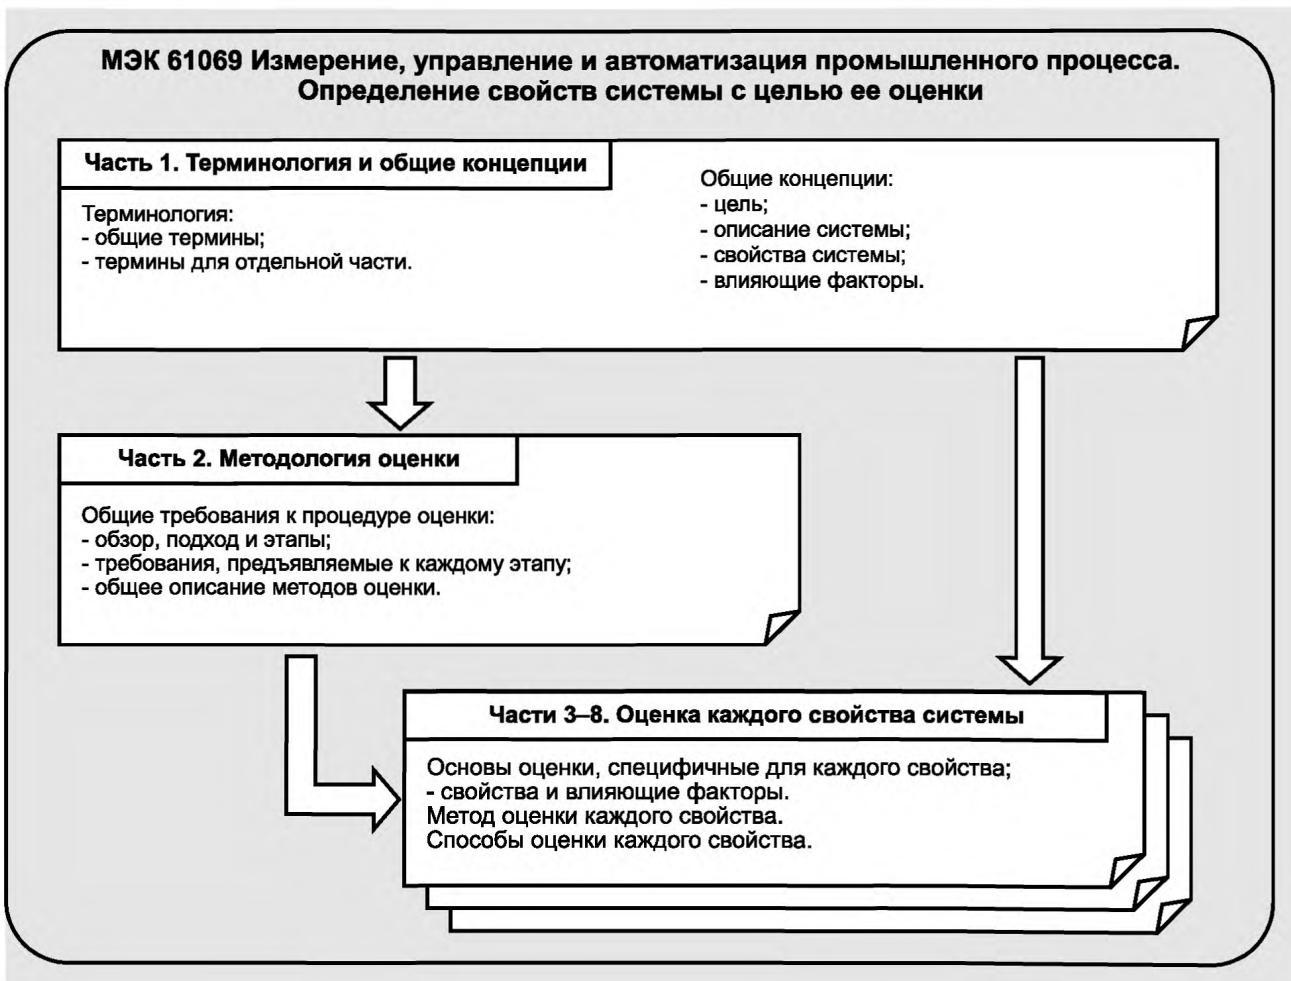 МЭК 61069 Измерение, управление и автоматизация промышленного процесса.
Определение свойств системы с целью ее оценки
Часть 1. Терминология и общие концепции
Терминология:
- общие термины;
- термины для отдельной части.
Общие концепции:
- цель;
- описание системы;
- свойства системы;
- влияющие факторы.
Часть 2. Методология оценки
Общие требования к процедуре оценки:
- обзор, подход и этапы;
- требования, предъявляемые к каждому этапу;
- общее описание методов оценки.
Части 3–8. Оценка каждого свойства системы
Основы оценки, специфичные для каждого свойства;
- свойства и влияющие факторы.
Метод оценки каждого свойства.
Способы оценки каждого свойства.